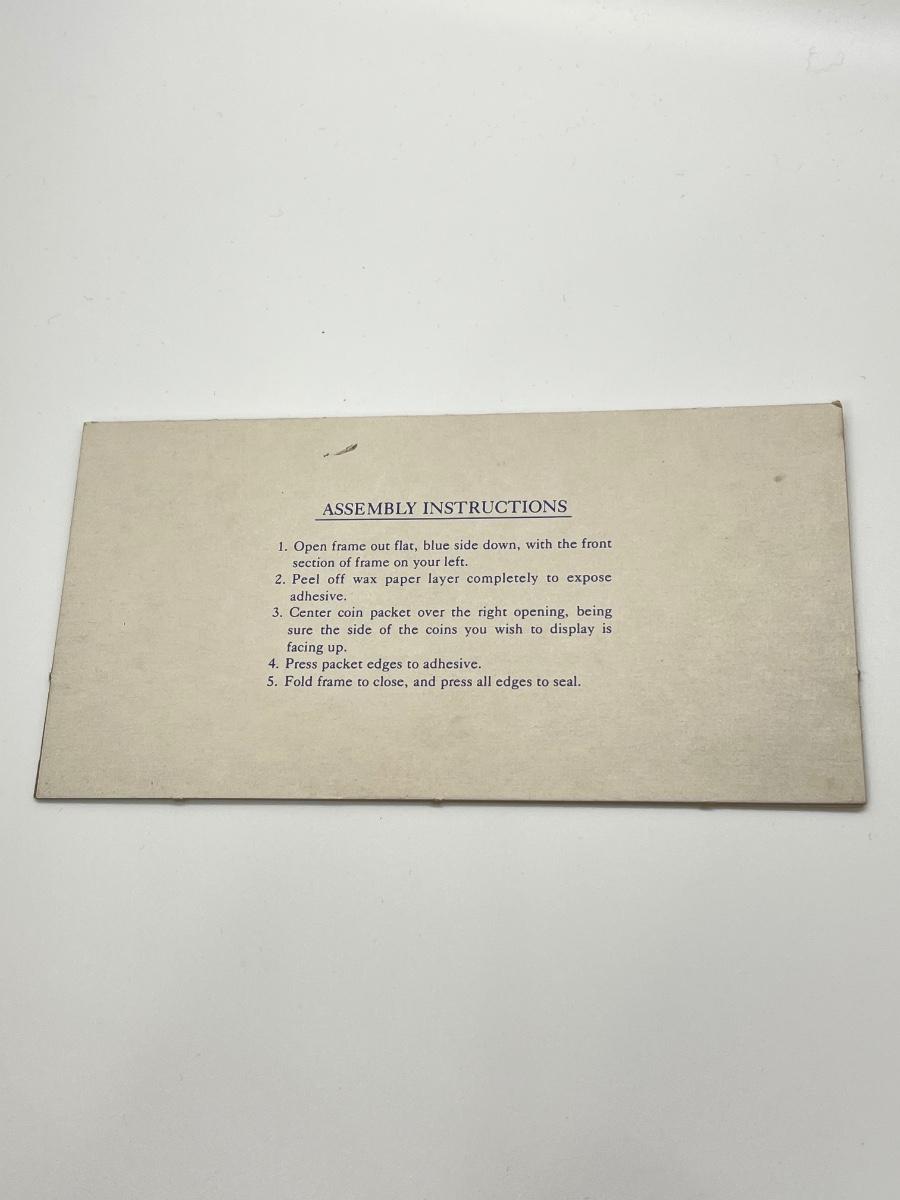 ASSEMBLY INSTRUCTIONS
1. Open frame out flat, blue side down, with the front
section of frame on your left.
2. Peel off wax paper layer completely to expose
adhesive.
3. Center coin packet over the right opening, being
sure the side of the coins you wish to display is
facing up.
4. Press packet edges to adhesive.
5. Fold frame to close, and press all edges to seal.